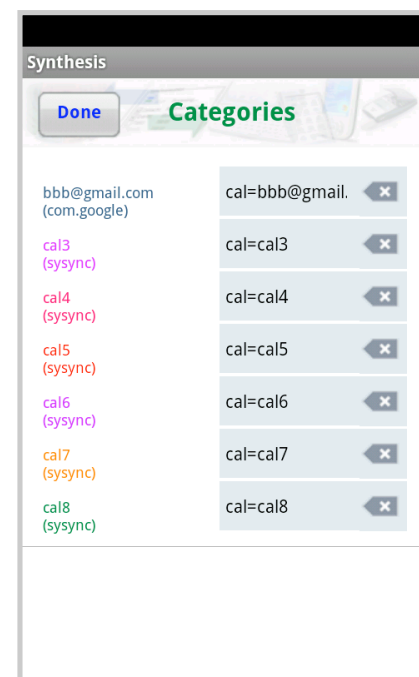 Synthesis
Done
Categories
bbb@gmail.com
(com.google)
cal=bbb@gmail.
cal3
(sysync)
cal=cal3
cal4
(sysync)
cal=cal4
cal5
(sysync)
cal=cal5
cal6
(sysync)
cal=cal6
cal7
(sysync)
cal=cal7
cal8
(sysync)
cal=cal8